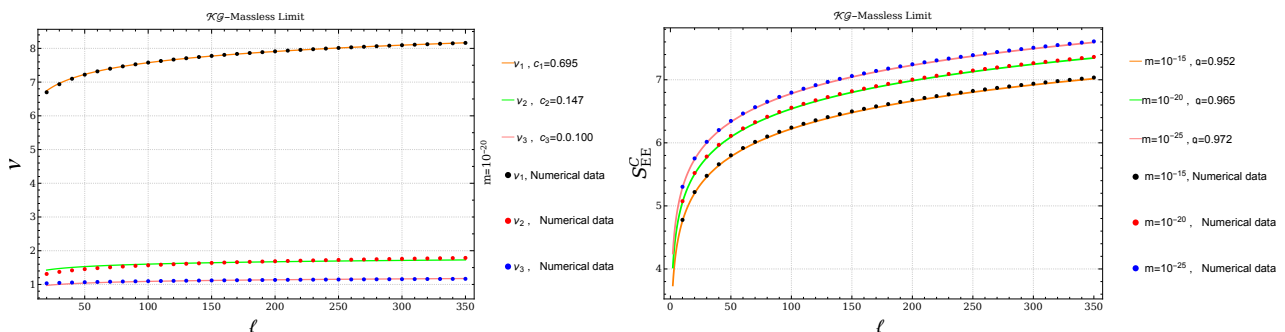 𝒦𝒢-Massless Limit
ν
8
7
6
5
4
3
2
1
50 100 150 200 250 300 350
ℓ
ν₁ , c₁=0.695
ν₂ , c₂=0.147
ν₃ , c₃=0.0.100
ν₁, Numerical data
ν₂ , Numerical data
ν₃ , Numerical data
m=10⁻²⁰
𝒦𝒢-Massless Limit
S_EE^C
7
6
5
4
0 50 100 150 200 250 300 350
ℓ
m=10⁻¹⁵ , α=0.952
m=10⁻²⁰ , α=0.965
m=10⁻²⁵ , α=0.972
m=10⁻¹⁵, Numerical data
m=10⁻²⁰ , Numerical data
m=10⁻²⁵ , Numerical data